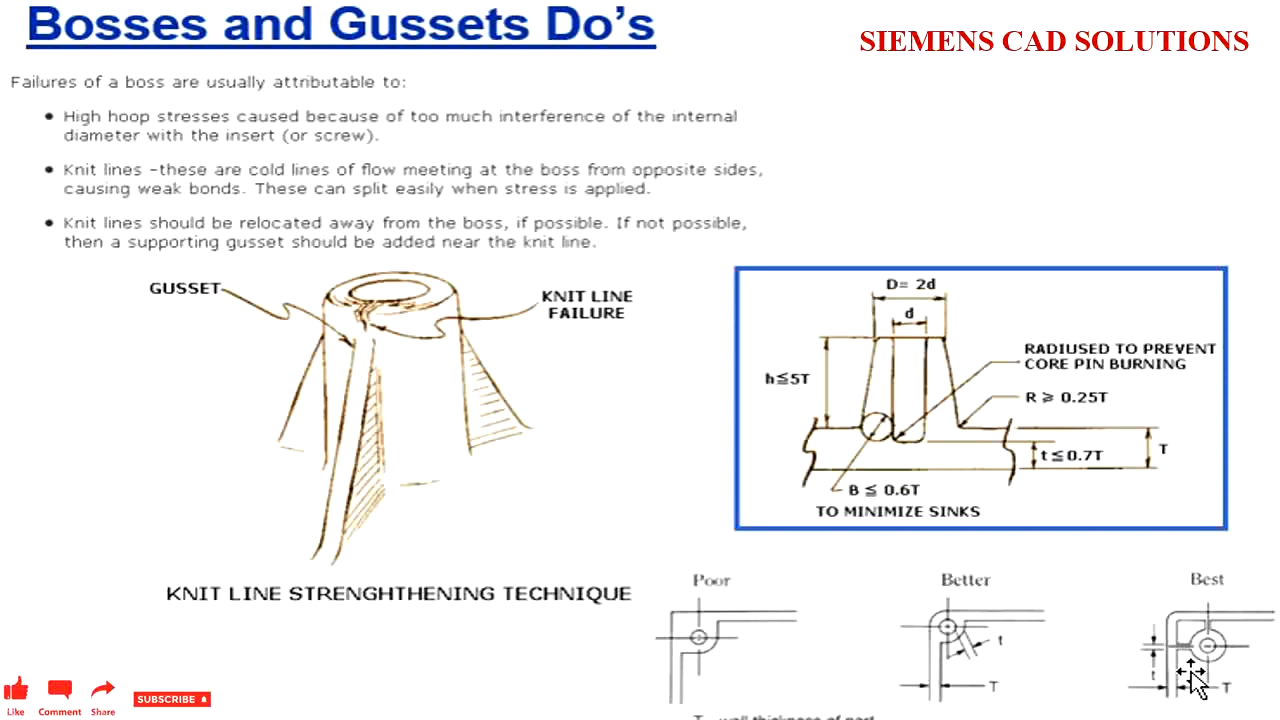 Bosses and Gussets Do's
SIEMENS CAD SOLUTIONS
Failures of a boss are usually attributable to:
High hoop stresses caused because of too much interference of the internal
diameter with the insert (or screw).
Knit lines –these are cold lines of flow meeting at the boss from opposite sides,
causing weak bonds. These can split easily when stress is applied.
Knit lines should be relocated away from the boss, if possible. If not possible,
then a supporting gusset should be added near the knit line.
GUSSET
KNIT LINE
FAILURE
KNIT LINE STRENGHTHENING TECHNIQUE
D= 2d
d
RADIUSED TO PREVENT
CORE PIN BURNING
h≤5T
R ⩾ 0.25T
t≤0.7T
T
B ≤ 0.6T
TO MINIMIZE SINKS
Poor
Better
Best
t
T
t
T
Like
Comment
Share
SUBSCRIBE
T - wall thickness of part